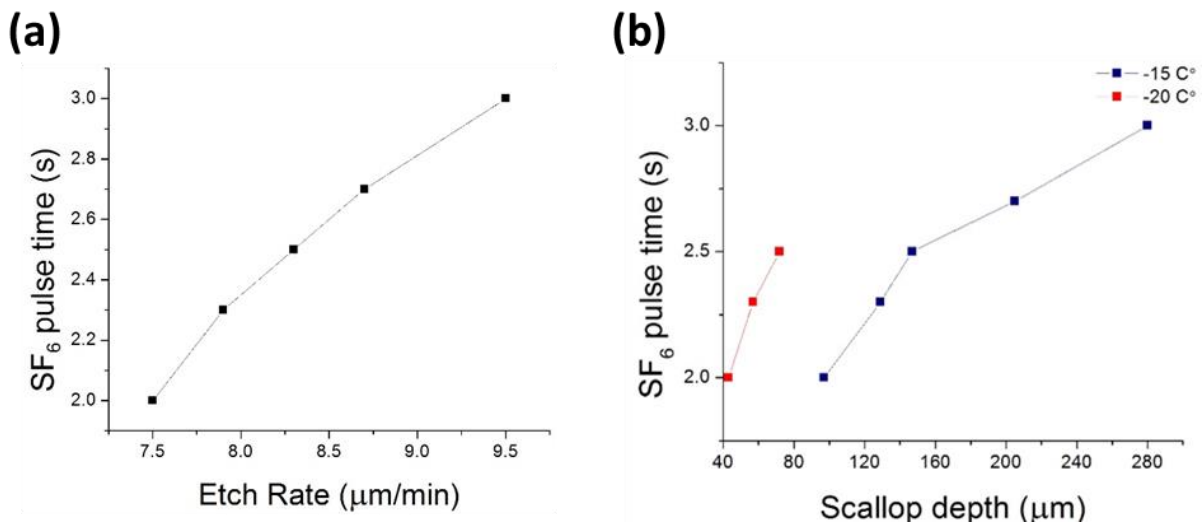 (a)
3.0
2.8
2.6
2.4
2.2
2.0
SF₆ pulse time (s)
7.5 8.0 8.5 9.0 9.5
Etch Rate (μm/min)
(b)
-15 C°
-20 C°
3.0
2.5
2.0
SF₆ pulse time (s)
40 80 120 160 200 240 280
Scallop depth (μm)